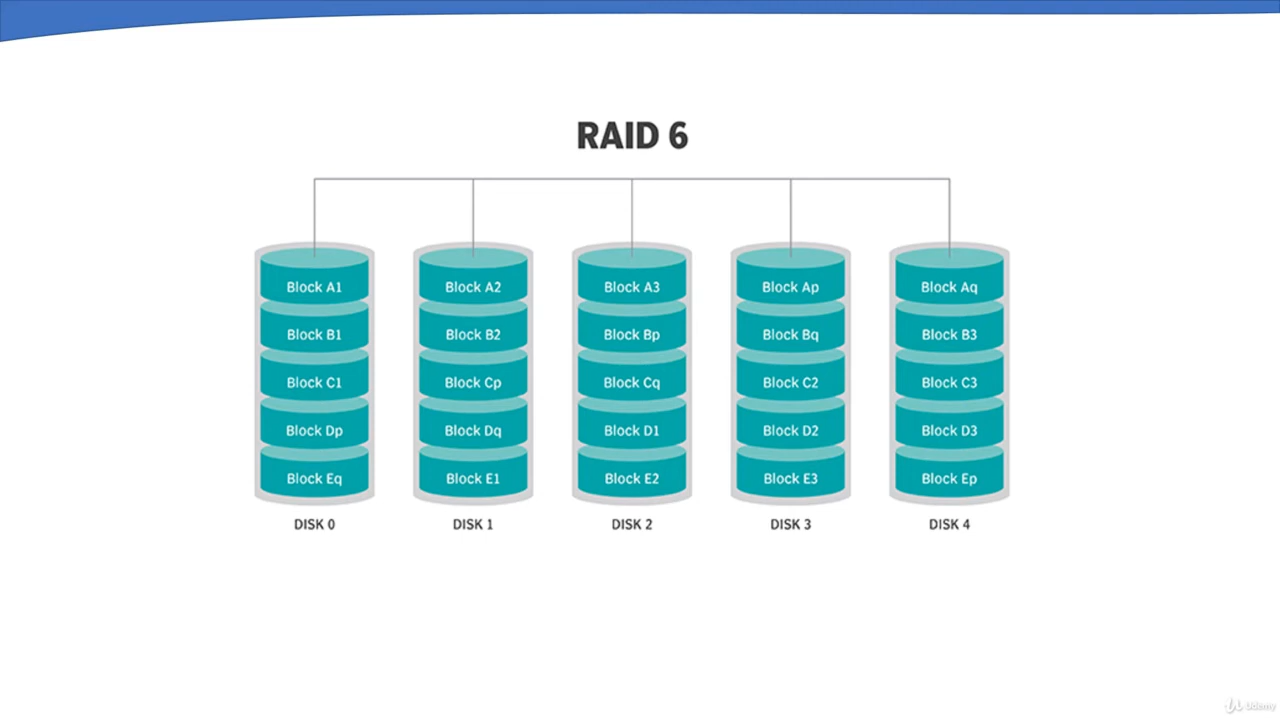 RAID 6
Block A1 Block A2 Block A3 Block Ap Block Aq
Block B1 Block B2 Block Bp Block Bq Block B3
Block C1 Block Cp Block Cq Block C2 Block C3
Block Dp Block Dq Block D1 Block D2 Block D3
Block Eq Block E1 Block E2 Block E3 Block Ep
DISK 0 DISK 1 DISK 2 DISK 3 DISK 4
Udemy